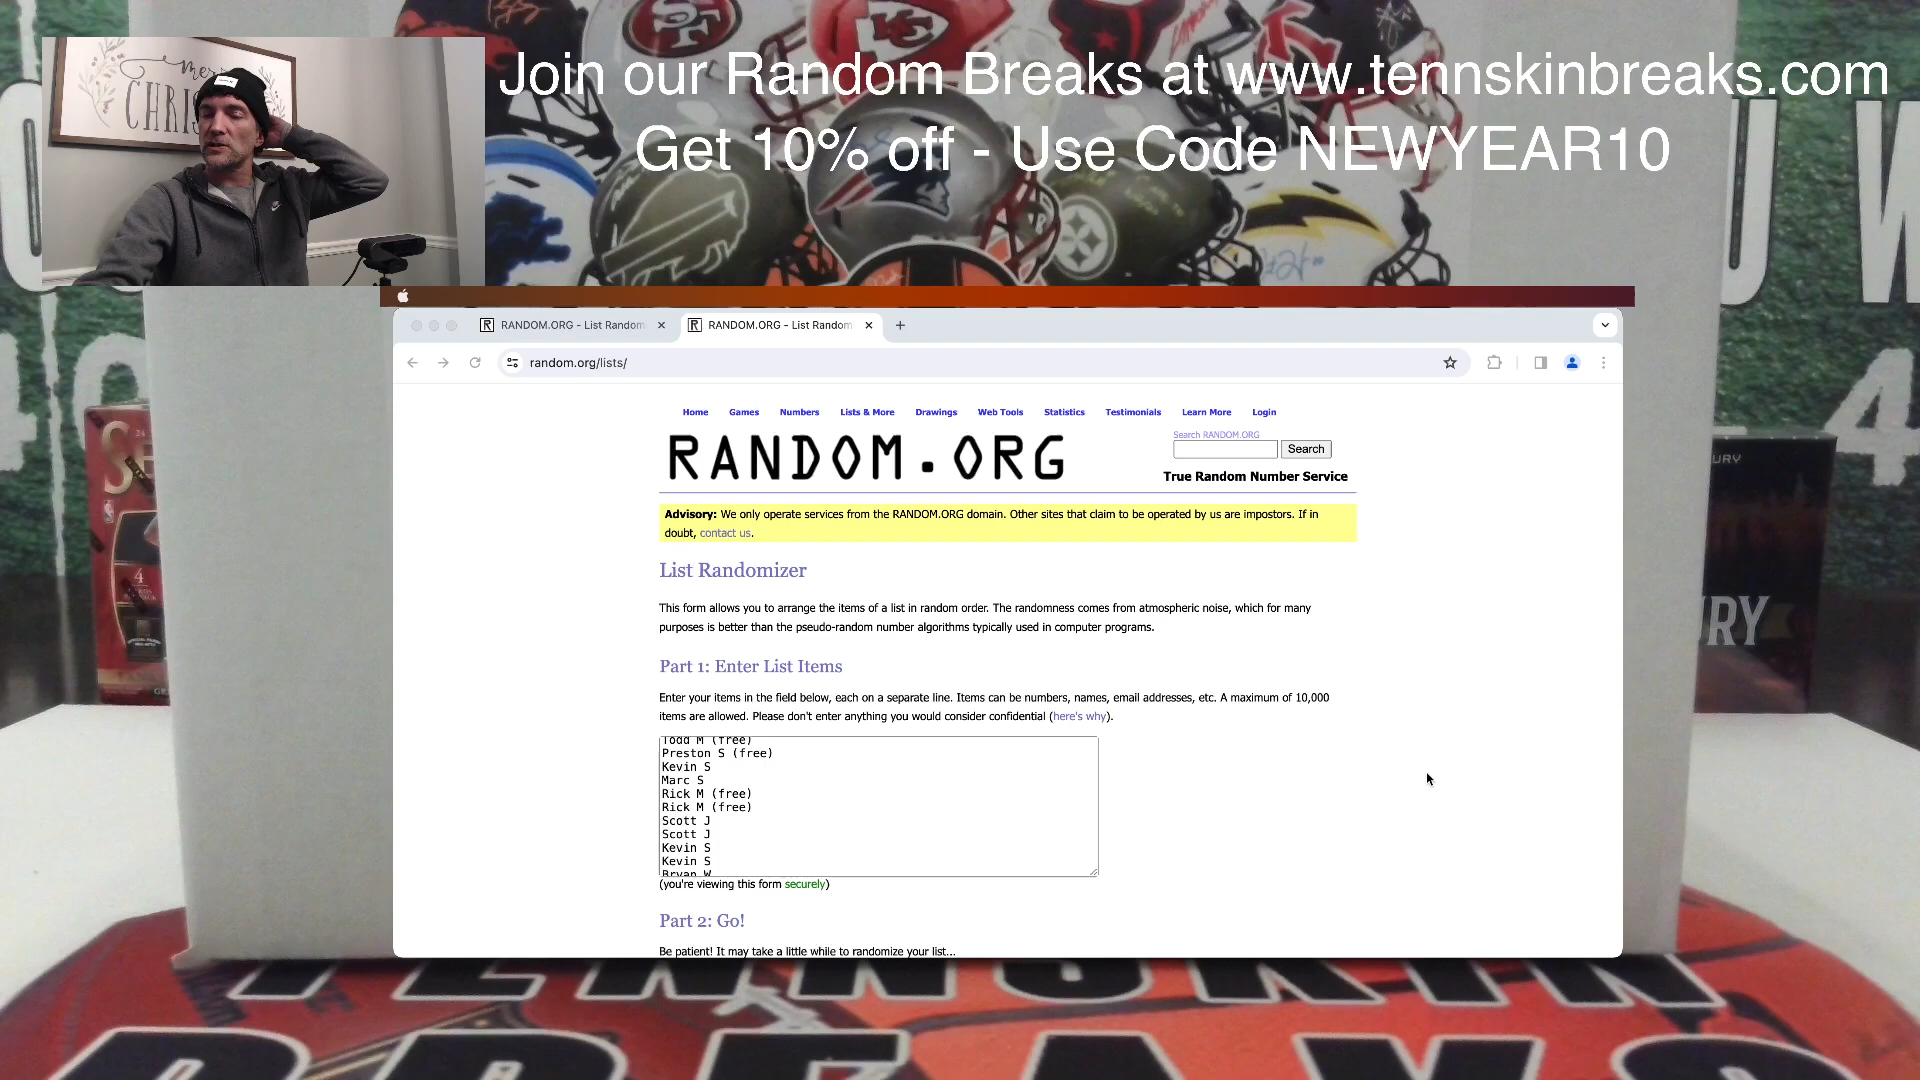 Join our Random Breaks at www.tennskinbreaks.com
Get 10% off - Use Code NEWYEAR10
RANDOM.ORG - List Random
RANDOM.ORG - List Random
random.org/lists/
Home Games Numbers Lists & More Drawings Web Tools Statistics Testimonials Learn More Login
RANDOM.ORG
Search RANDOM.ORG
Search
True Random Number Service
Advisory: We only operate services from the RANDOM.ORG domain. Other sites that claim to be operated by us are impostors. If in
doubt, contact us.
List Randomizer
This form allows you to arrange the items of a list in random order. The randomness comes from atmospheric noise, which for many
purposes is better than the pseudo-random number algorithms typically used in computer programs.
Part 1: Enter List Items
Enter your items in the field below, each on a separate line. Items can be numbers, names, email addresses, etc. A maximum of 10,000
items are allowed. Please don't enter anything you would consider confidential (here's why).
Todd M (free)
Preston S (free)
Kevin S
Marc S
Rick M (free)
Rick M (free)
Scott J
Scott J
Kevin S
Kevin S
Bryan W
(you're viewing this form securely)
Part 2: Go!
Be patient! It may take a little while to randomize your list...
TENNSKIN
BREAKS